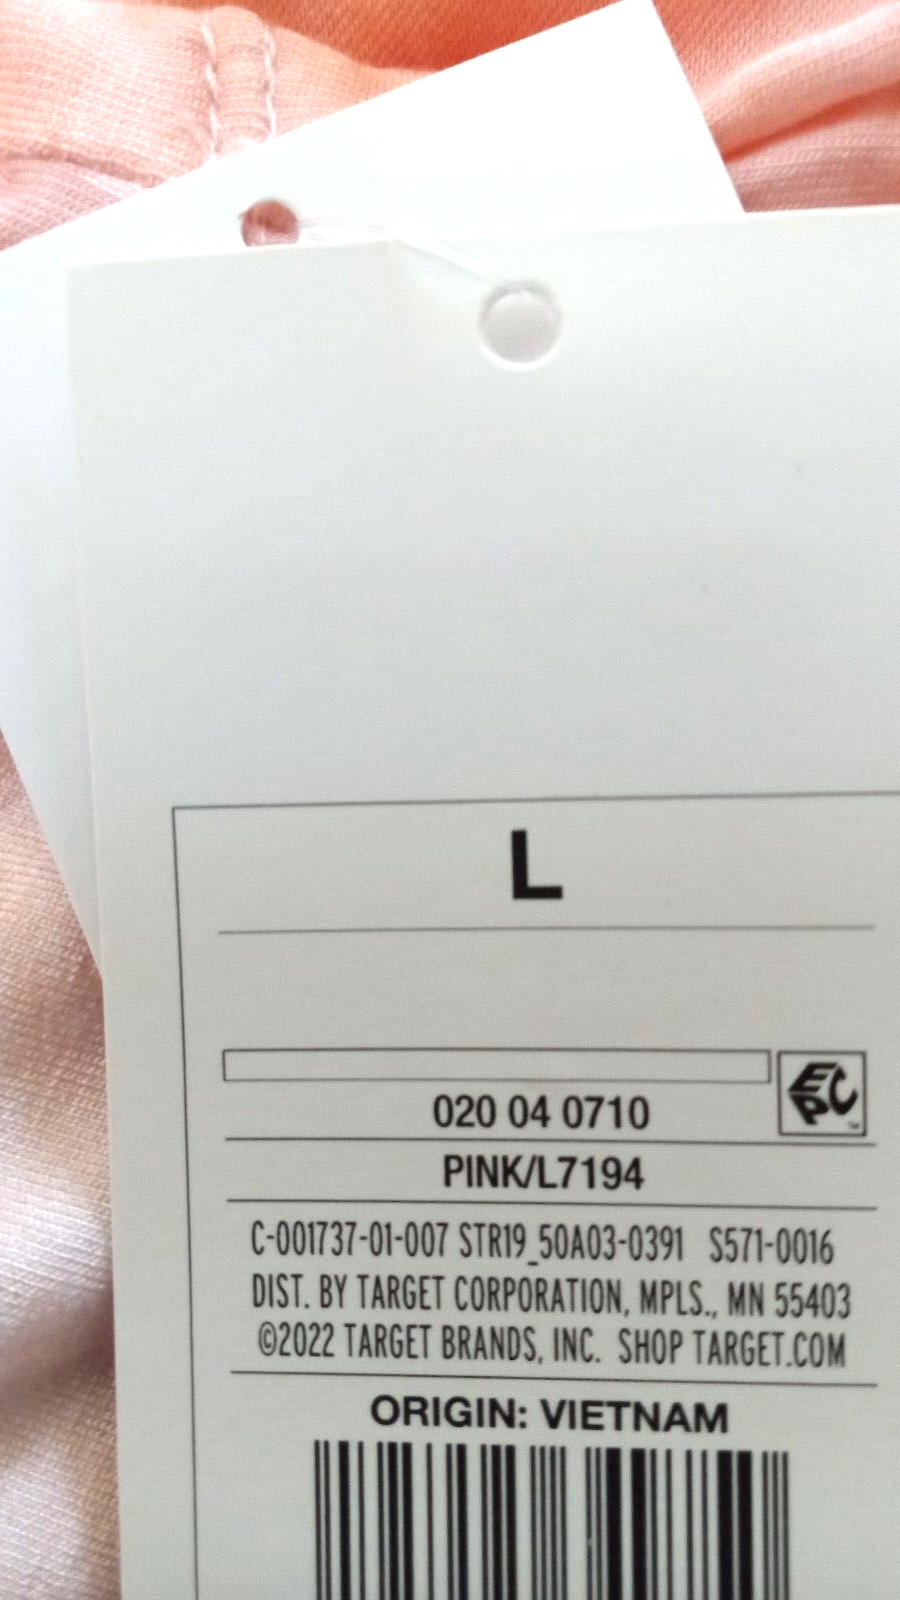 L
EPC™
020 04 0710
PINK/L7194
C-001737-01-007 STR19_50A03-0391 S571-0016
DIST. BY TARGET CORPORATION, MPLS., MN 55403
©2022 TARGET BRANDS, INC. SHOP TARGET.COM
ORIGIN: VIETNAM